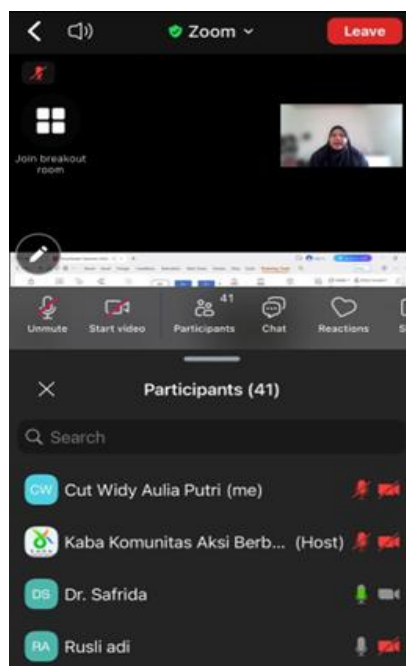 Zoom
Leave
Join breakout
room
41
Unmute
Start video
Participants
Chat
Reactions
Participants (41)
Search
CW
Cut Widy Aulia Putri (me)
Kaba Komunitas Aksi Berb... (Host)
DS
Dr. Safrida
RA
Rusli adi